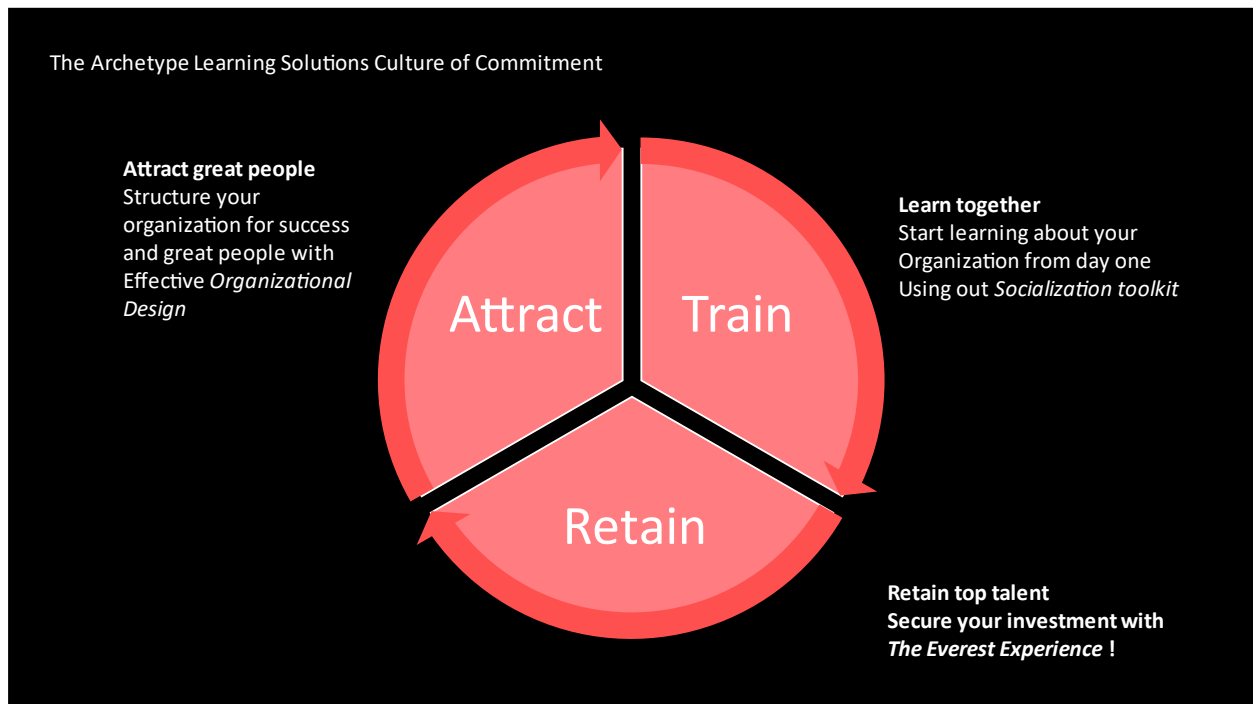 The Archetype Learning Solutions Culture of Commitment
Attract great people
Structure your
organization for success
and great people with
Effective Organizational
Design
Learn together
Start learning about your
Organization from day one
Using out Socialization toolkit
Attract
Train
Retain
Retain top talent
Secure your investment with
The Everest Experience !